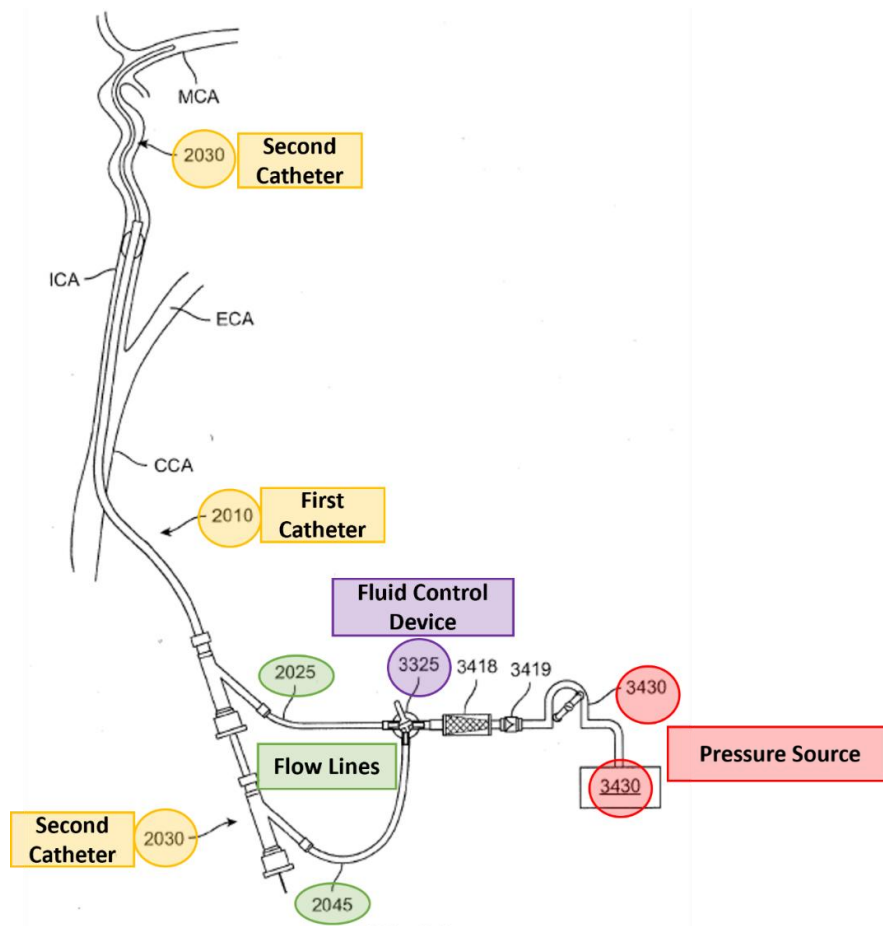 MCA
2030
Second
Catheter
ICA
ECA
CCA
2010
First
Catheter
Fluid Control
Device
2025
3325
3418
3419
3430
Flow Lines
Pressure Source
3430
Second
Catheter
2030
2045